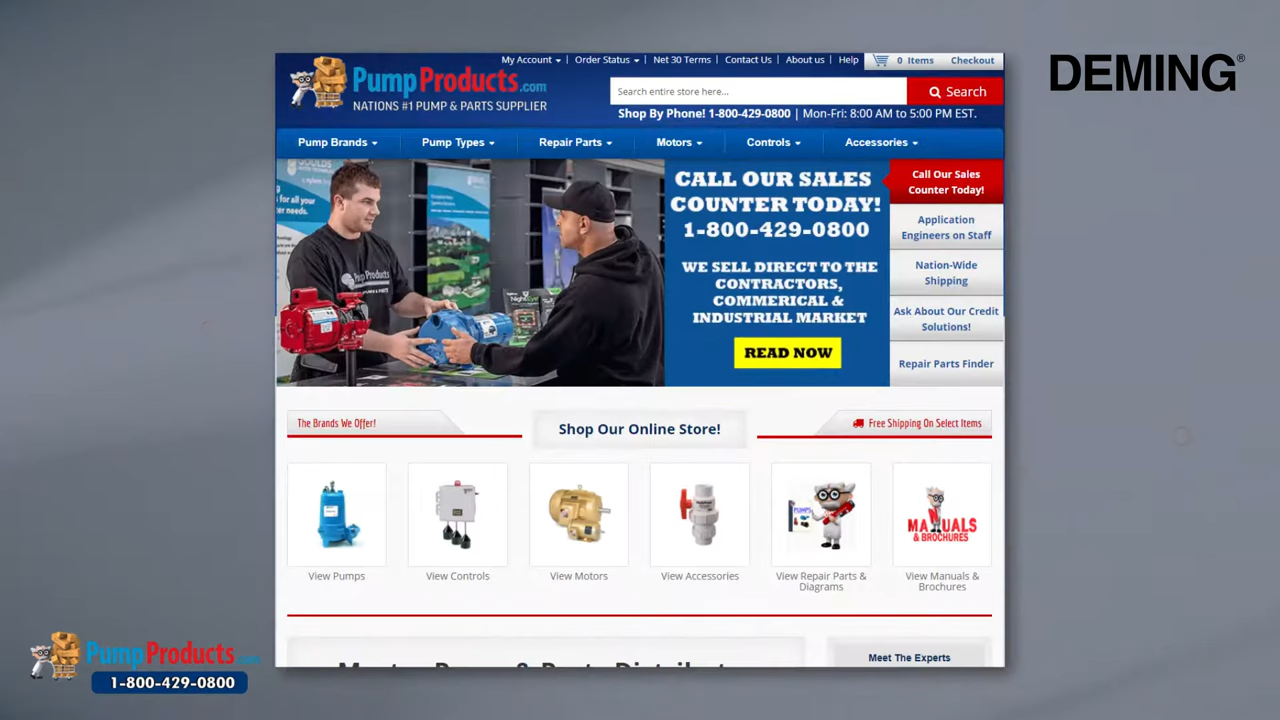 DEMING®
My Account
Order Status
Net 30 Terms
Contact Us
About us
Help
0 Items
Checkout
PumpProducts.com
NATIONS #1 PUMP & PARTS SUPPLIER
Search entire store here...
Search
Shop By Phone! 1-800-429-0800 | Mon-Fri: 8:00 AM to 5:00 PM EST.
Pump Brands
Pump Types
Repair Parts
Motors
Controls
Accessories
Pump Products
CALL OUR SALES
COUNTER TODAY!
1-800-429-0800
WE SELL DIRECT TO THE
CONTRACTORS,
COMMERICAL &
INDUSTRIAL MARKET
READ NOW
Call Our Sales
Counter Today!
Application
Engineers on Staff
Nation-Wide
Shipping
Ask About Our Credit
Solutions!
Repair Parts Finder
The Brands We Offer!
Shop Our Online Store!
Free Shipping On Select Items
PUMPS
MANUALS
& BROCHURES
View Pumps
View Controls
View Motors
View Accessories
View Repair Parts &
Diagrams
View Manuals &
Brochures
Meet The Experts
PumpProducts.com
1-800-429-0800